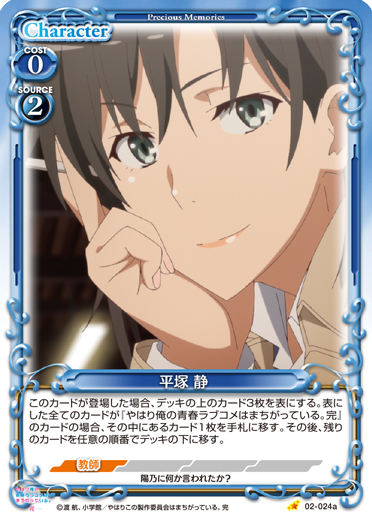 Precious Memories
Character
COST
0
SOURCE
2
平塚 静
このカードが登場した場合、デッキの上のカード3枚を表にする。表に
した全てのカードが『やはり俺の青春ラブコメはまちがっている。完』
のカードの場合、その中にあるカード1枚を手札に移す。その後、残り
のカードを任意の順番でデッキの下に移す。
教師
陽乃に何か言われたか?
©渡 航、小学館/やはりこの製作委員会はまちがっている。完
02-024a